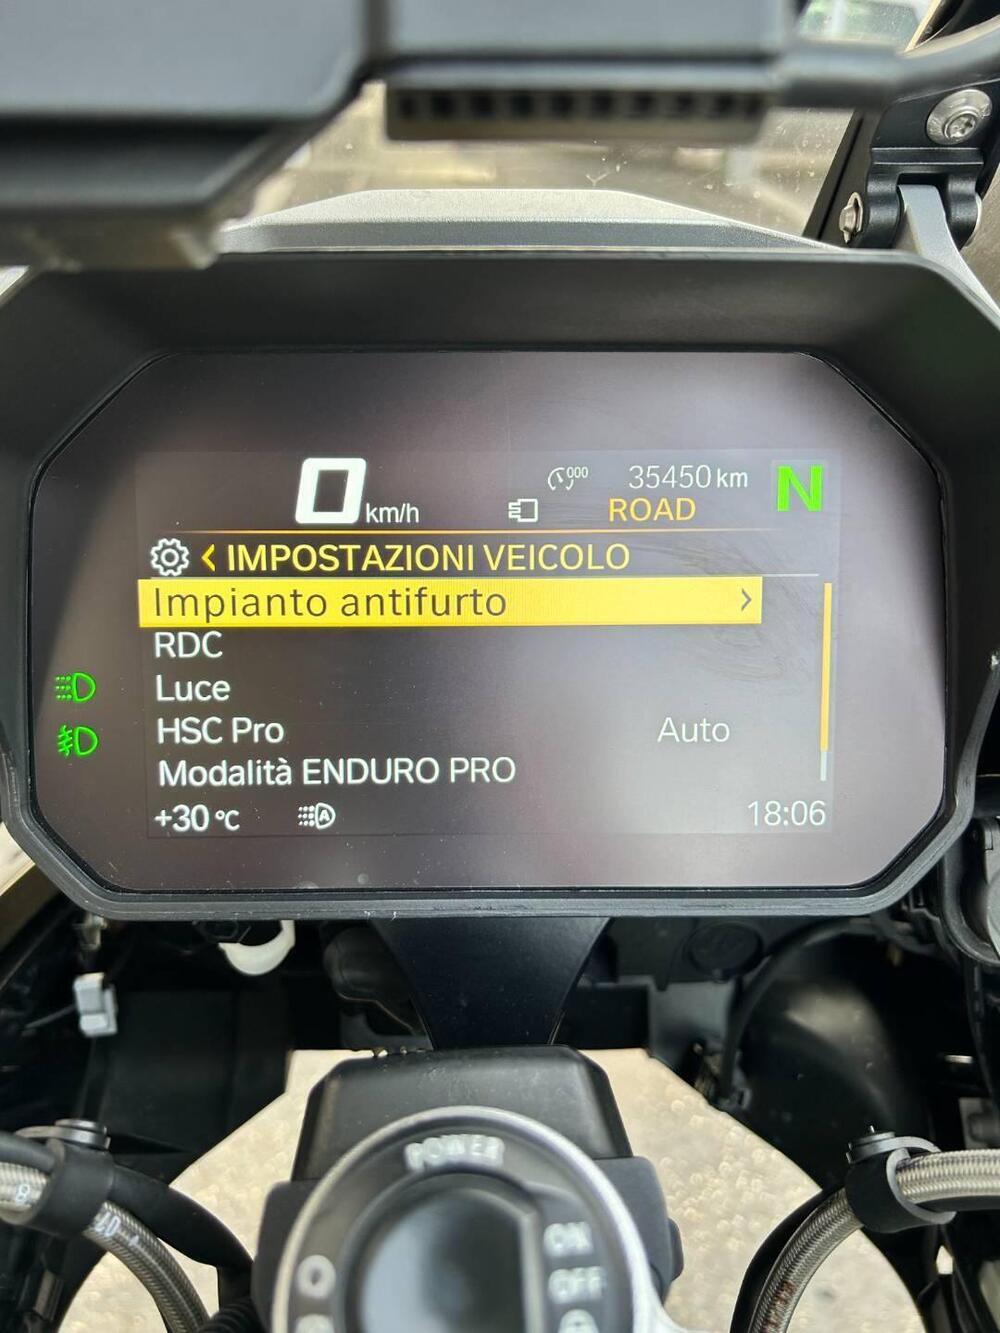 000
35450 km
0 km/h
ROAD
N
IMPOSTAZIONI VEICOLO
Impianto antifurto
RDC
Luce
HSC Pro Auto
Modalità ENDURO PRO
+30 °C
A
18:06
POWER
ON
OFF